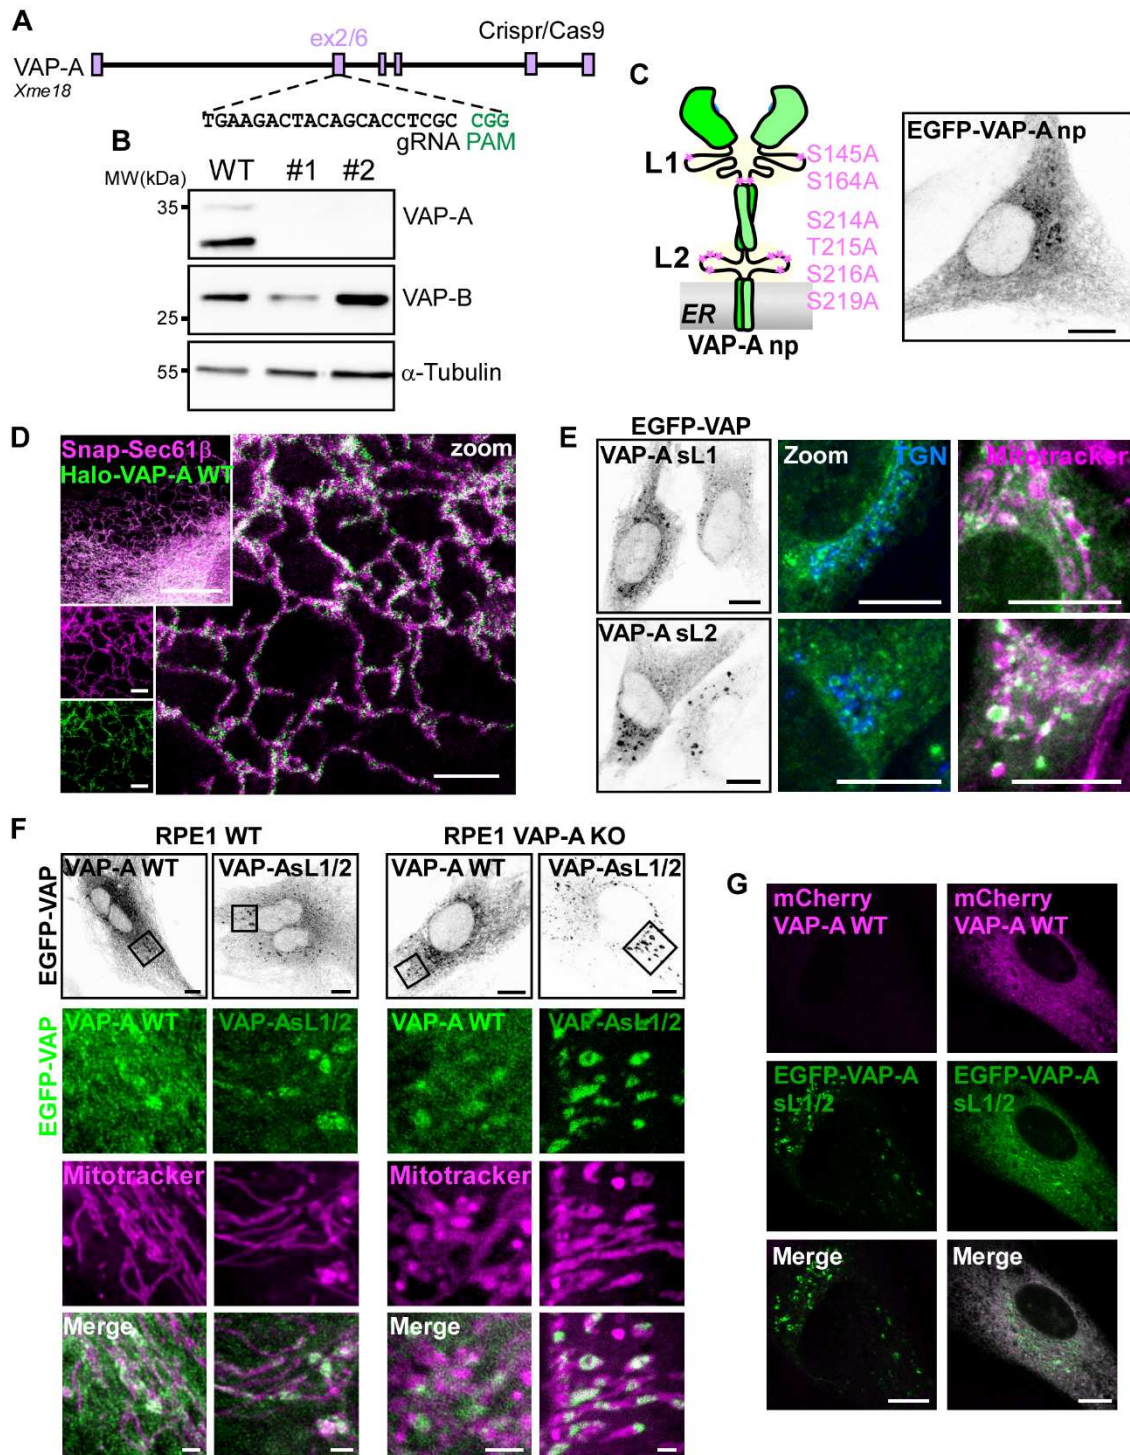 A
ex2/6
Crispr/Cas9
VAP-A
Xme18
TGAAGACTACAGCACCTCGC CGG
gRNA PAM
B
WT #1 #2
MW(kDa)
35
VAP-A
VAP-B
25
55
α-Tubulin
C
L1
S145A
S164A
S214A
T215A
L2
S216A
S219A
ER
VAP-A np
EGFP-VAP-A np
D
Snap-Sec61β
Halo-VAP-A WT
zoom
E
EGFP-VAP
VAP-A sL1
Zoom
TGN
Mitotracker
VAP-A sL2
F
RPE1 WT
RPE1 VAP-A KO
EGFP-VAP
VAP-A WT
VAP-AsL1/2
VAP-A WT
VAP-AsL1/2
EGFP-VAP
VAP-A WT
VAP-AsL1/2
VAP-A WT
VAP-AsL1/2
Mitotracker
Mitotracker
Merge
Merge
G
mCherry
VAP-A WT
mCherry
VAP-A WT
EGFP-VAP-A
sL1/2
EGFP-VAP-A
sL1/2
Merge
Merge